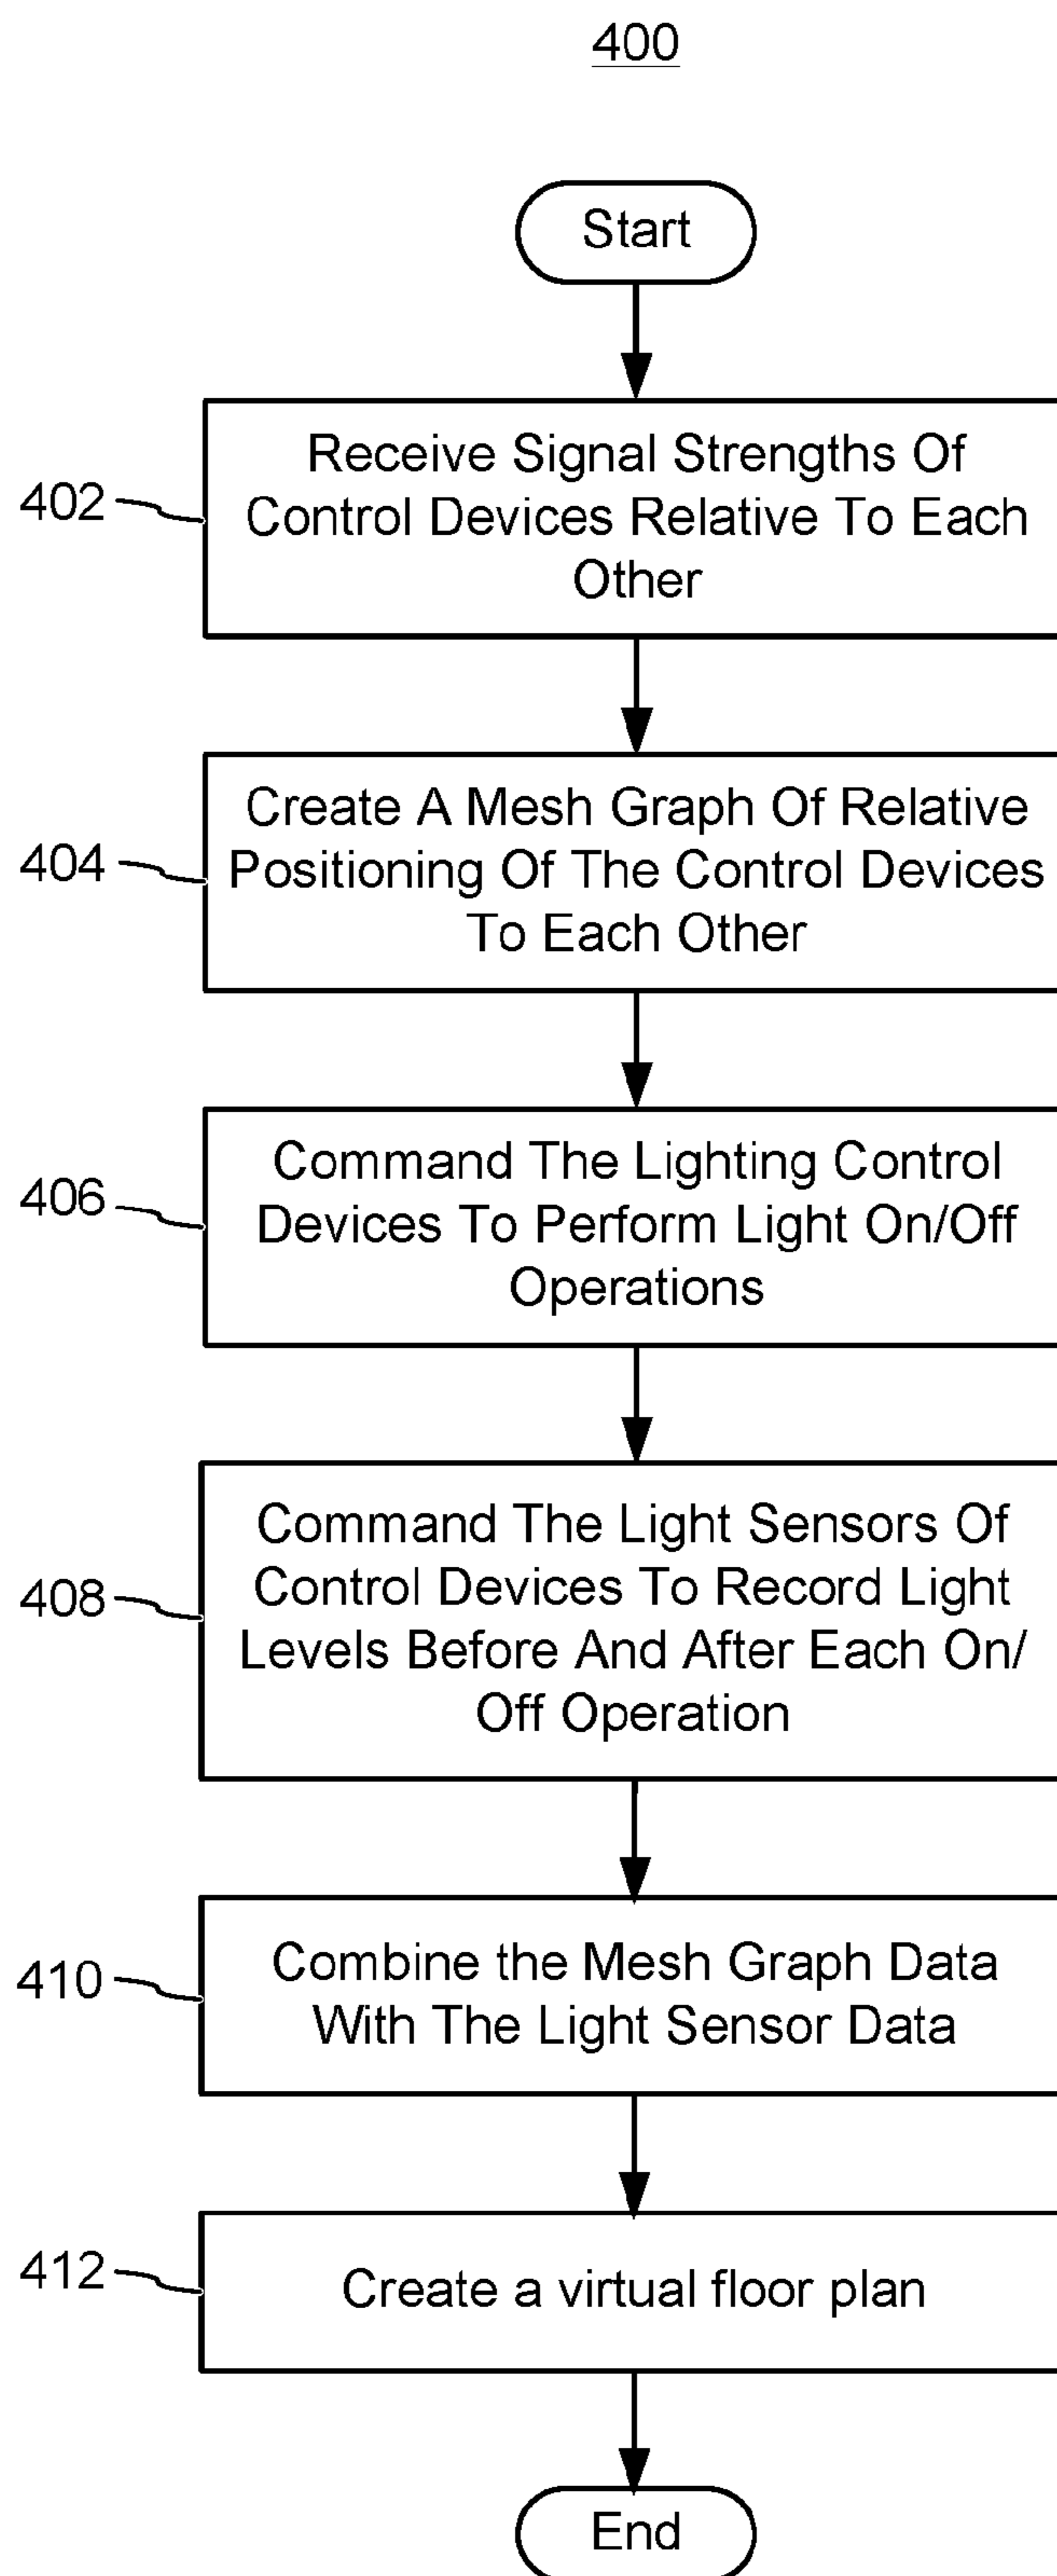 400
Start
402
Receive Signal Strengths Of
Control Devices Relative To Each
Other
404
Create A Mesh Graph Of Relative
Positioning Of The Control Devices
To Each Other
406
Command The Lighting Control
Devices To Perform Light On/Off
Operations
408
Command The Light Sensors Of
Control Devices To Record Light
Levels Before And After Each On/
Off Operation
410
Combine the Mesh Graph Data
With The Light Sensor Data
412
Create a virtual floor plan
End